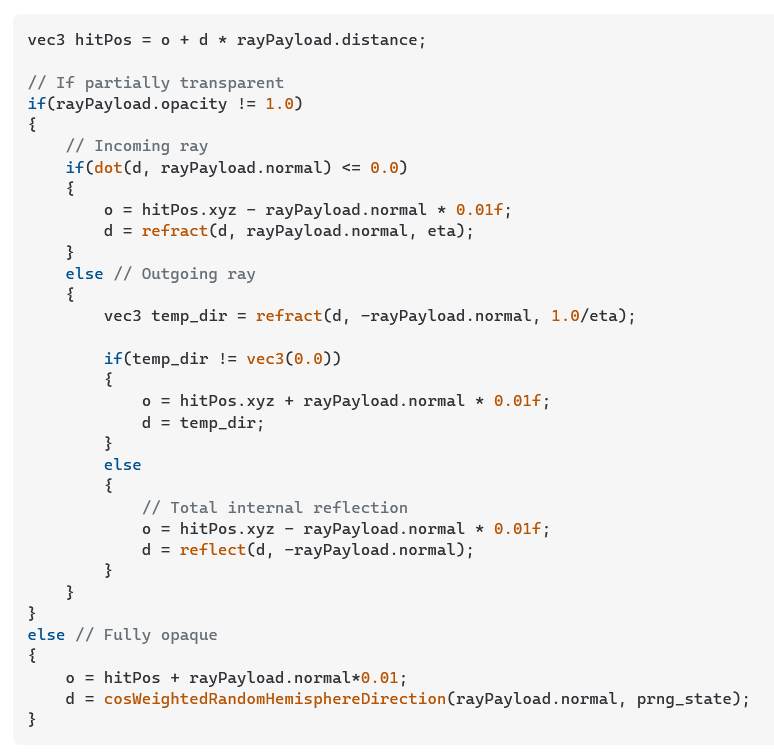 vec3 hitPos = o + d * rayPayload.distance;

// If partially transparent
if(rayPayload.opacity != 1.0)
{
    // Incoming ray
    if(dot(d, rayPayload.normal) <= 0.0)
    {
        o = hitPos.xyz - rayPayload.normal * 0.01f;
        d = refract(d, rayPayload.normal, eta);
    }
    else // Outgoing ray
    {
        vec3 temp_dir = refract(d, -rayPayload.normal, 1.0/eta);

        if(temp_dir != vec3(0.0))
        {
            o = hitPos.xyz + rayPayload.normal * 0.01f;
            d = temp_dir;
        }
        else
        {
            // Total internal reflection
            o = hitPos.xyz - rayPayload.normal * 0.01f;
            d = reflect(d, -rayPayload.normal);
        }
    }
}
else // Fully opaque
{
    o = hitPos + rayPayload.normal*0.01;
    d = cosWeightedRandomHemisphereDirection(rayPayload.normal, prng_state);
}